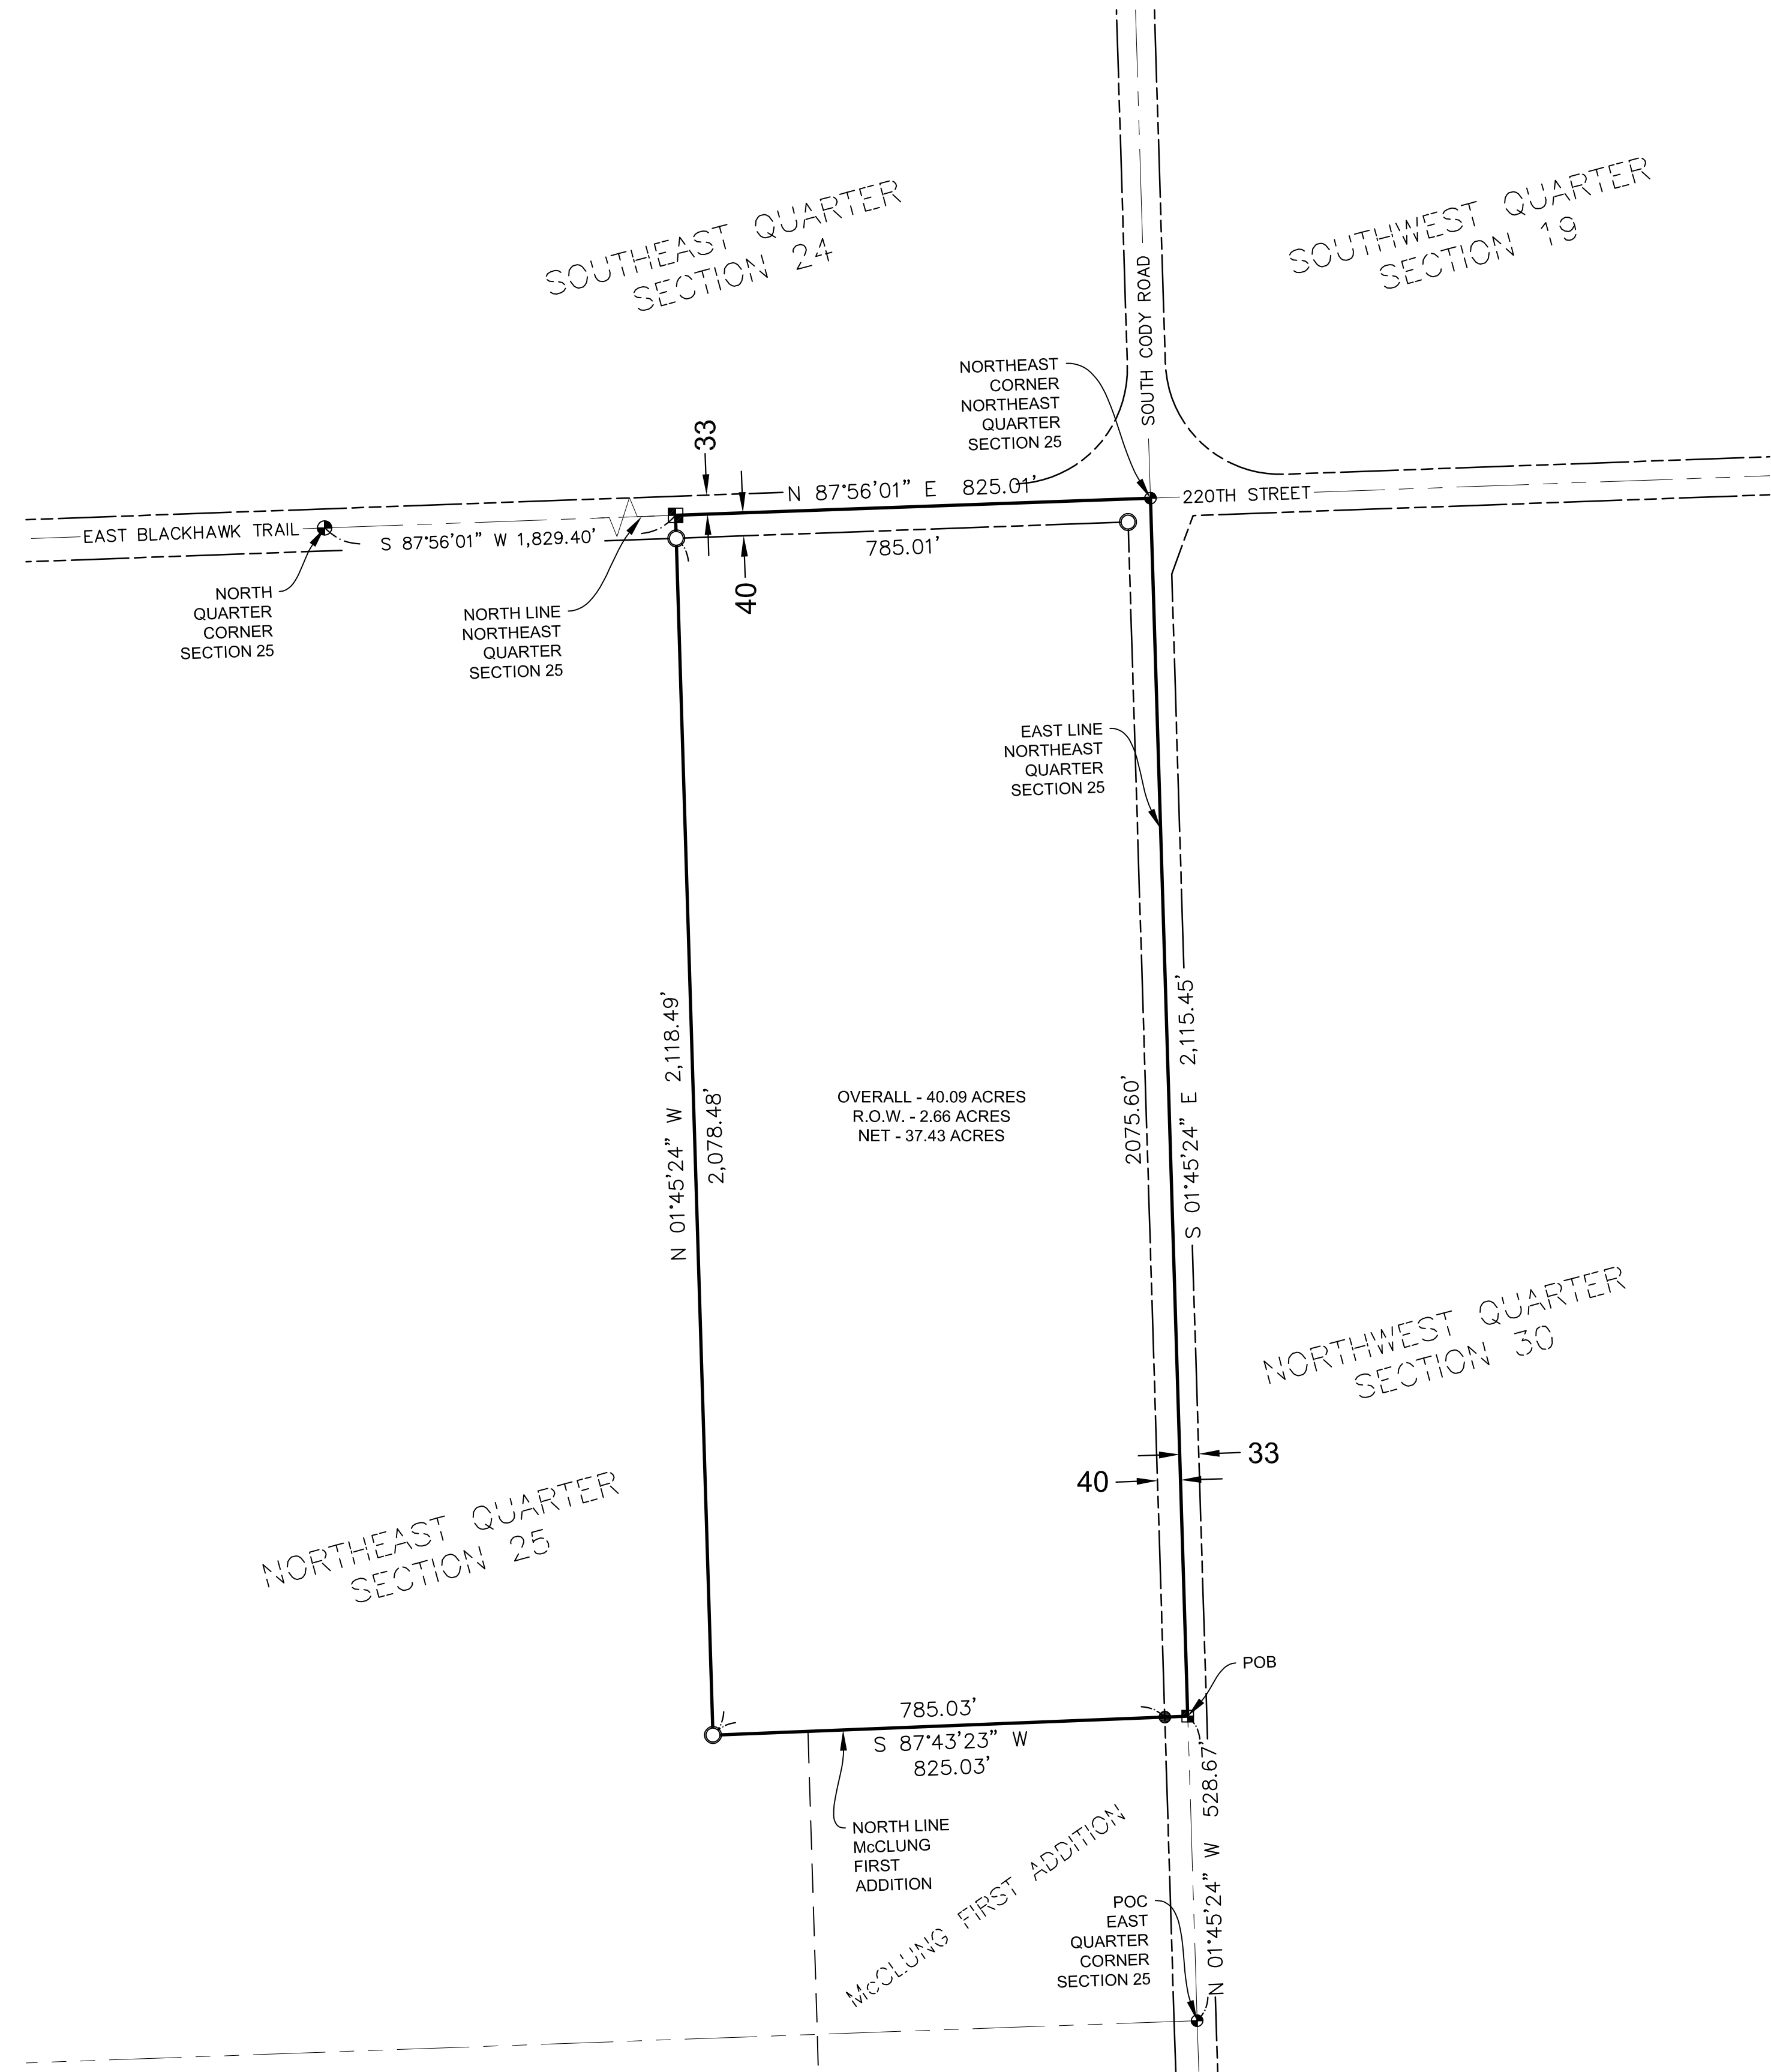 SOUTHEAST QUARTER
SECTION 24
SOUTHWEST QUARTER
SECTION 19
SOUTH CODY ROAD
NORTHEAST
CORNER
NORTHEAST
QUARTER
SECTION 25
33
N 87°56'01" E 825.01'
220TH STREET
EAST BLACKHAWK TRAIL
S 87°56'01" W 1,829.40'
785.01'
40
NORTH
QUARTER
CORNER
SECTION 25
NORTH LINE
NORTHEAST
QUARTER
SECTION 25
EAST LINE
NORTHEAST
QUARTER
SECTION 25
N 01°45'24" W 2,118.49'
2,078.48'
OVERALL - 40.09 ACRES
R.O.W. - 2.66 ACRES
NET - 37.43 ACRES
2075.60'
S 01°45'24" E 2,115.45'
NORTHWEST QUARTER
SECTION 30
33
40
NORTHEAST QUARTER
SECTION 25
POB
785.03'
S 87°43'23" W
825.03'
N 01°45'24" W 528.67'
NORTH LINE
McCLUNG
FIRST
ADDITION
McCLUNG FIRST ADDITION
POC
EAST
QUARTER
CORNER
SECTION 25